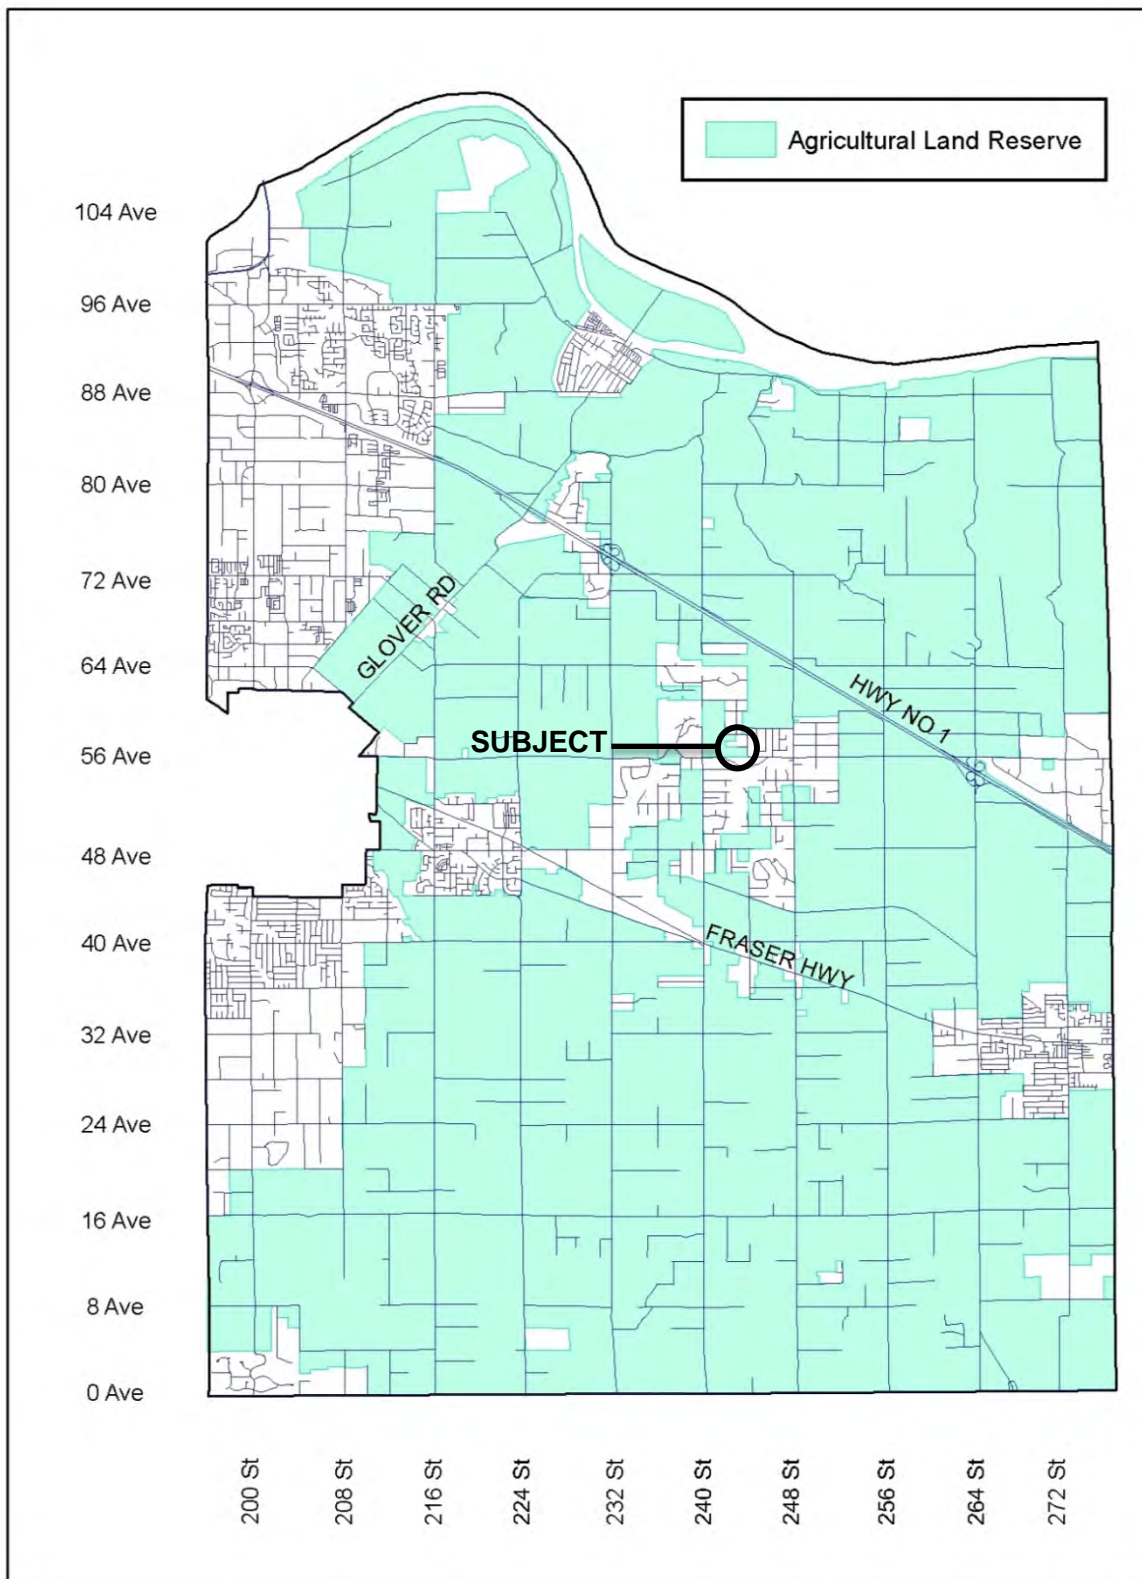 Agricultural Land Reserve
104 Ave
96 Ave
88 Ave
80 Ave
72 Ave
GLOVER RD
64 Ave
HWY NO.1
SUBJECT
56 Ave
48 Ave
40 Ave
FRASER HWY
32 Ave
24 Ave
16 Ave
8 Ave
0 Ave
200 St
208 St
216 St
224 St
232 St
240 St
248 St
256 St
264 St
272 St